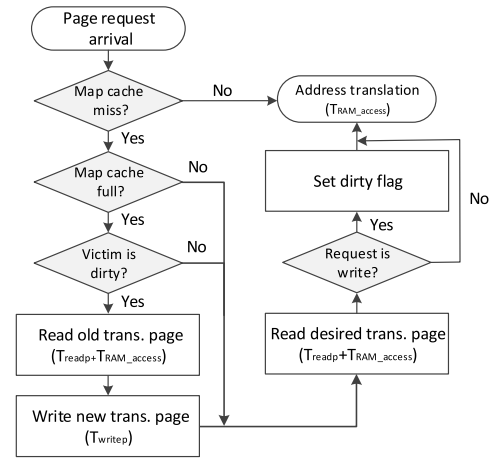 Page request
arrival
Map cache
miss?
No
Address translation
(TRAM_access)
Yes
Map cache
full?
No
Set dirty flag
No
Yes
Yes
Victim is
dirty?
No
Request is
write?
Yes
Read old trans. page
(Treadp+TRAM_access)
Read desired trans. page
(Treadp+TRAM_access)
Write new trans. page
(Twritep)